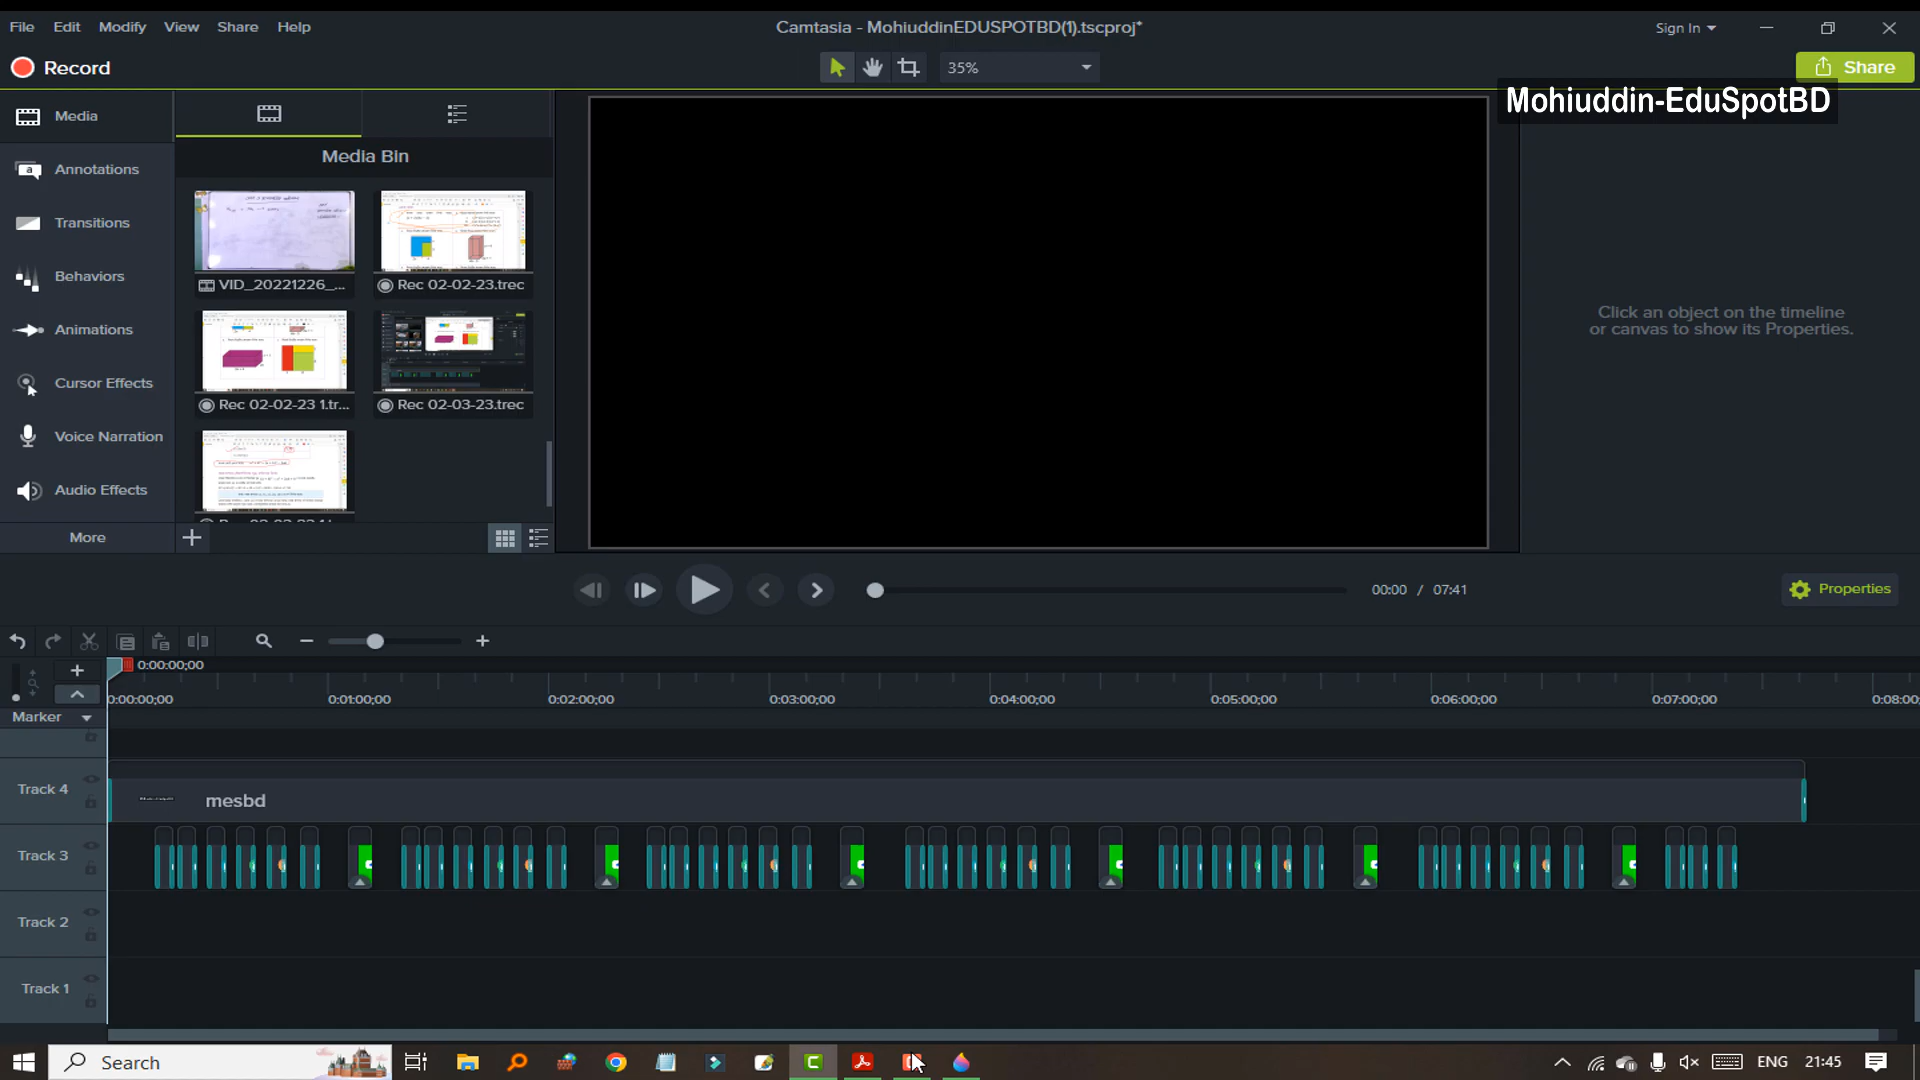 File Edit Modify View Share Help
Camtasia - MohiuddinEDUSPOTBD(1).tscproj*
Sign In
Record
35%
Share
Mohiuddin-EduSpotBD
Media
Annotations
Transitions
Behaviors
Animations
Cursor Effects
Voice Narration
Audio Effects
More
Media Bin
VID_20221226_...
Rec 02-02-23.trec
Rec 02-02-23 1.tr...
Rec 02-03-23.trec
Click an object on the timeline
or canvas to show its Properties.
00:00 / 07:41
Properties
0:00:00;00
0:00:00;00 0:01:00;00 0:02:00;00 0:03:00;00 0:04:00;00 0:05:00;00 0:06:00;00 0:07:00;00 0:08:00;
Marker
Track 4
mesbd
Track 3
Track 2
Track 1
Search
ENG
21:45